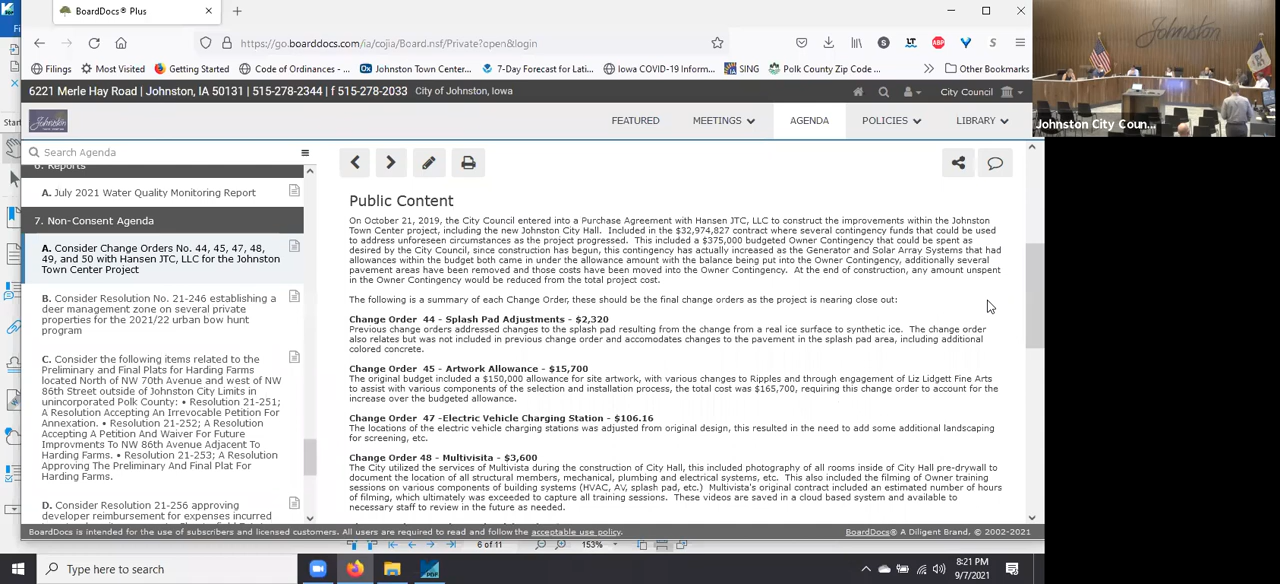 BoardDocs® Plus
https://go.boarddocs.com/ia/cojia/Board.nsf/Private?open&login
Filings Most Visited Getting Started Code of Ordinances - ... Johnston Town Center... 7-Day Forecast for Lati... Iowa COVID-19 Inform... SING Polk County Zip Code ... Other Bookmarks
6221 Merle Hay Road | Johnston, IA 50131 | 515-278-2344 | f 515-278-2033 City of Johnston, Iowa City Council
Johnston
Johnston City Coun...
FEATURED MEETINGS AGENDA POLICIES LIBRARY
Search Agenda
6. Reports
A. July 2021 Water Quality Monitoring Report
7. Non-Consent Agenda
A. Consider Change Orders No. 44, 45, 47, 48,
49, and 50 with Hansen JTC, LLC for the
Johnston Town Center Project
B. Consider Resolution No. 21-246 establishing a
deer management zone on several private
properties for the 2021/22 urban bow hunt
program
C. Consider the following items related to the
Preliminary and Final Plats for Harding Farms
located North of NW 70th Avenue and west of NW
86th Street outside of Johnston City Limits in
unincorporated Polk County: • Resolution 21-251;
A Resolution Accepting An Irrevocable Petition For
Annexation. • Resolution 21-252; A Resolution
Accepting A Petition And Waiver For Future
Improvments To NW 86th Avenue Adjacent To
Harding Farms. • Resolution 21-253; A Resolution
Approving The Preliminary And Final Plat For
Harding Farms.
D. Consider Resolution 21-256 approving
developer reimbursement for expenses incurred
Public Content
On October 21, 2019, the City Council entered into a Purchase Agreement with Hansen JTC, LLC to construct the improvements within the Johnston
Town Center project, including the new Johnston City Hall. Included in the $32,974,827 contract where several contingency funds that could be used
to address unforeseen circumstances as the project progressed. This included a $375,000 budgeted Owner Contingency that could be spent as
desired by the City Council, since construction has begun, this contingency has actually increased as the Generator and Solar Array Systems that had
allowances within the budget both came in under the allowance amount with the balance being put into the Owner Contingency, additionally several
pavement areas have been removed and those costs have been moved into the Owner Contingency. At the end of construction, any amount unspent
in the Owner Contingency would be reduced from the total project cost.
The following is a summary of each Change Order, these should be the final change orders as the project is nearing close out:
Change Order 44 - Splash Pad Adjustments - $2,320
Previous change orders addressed changes to the splash pad resulting from the change from a real ice surface to synthetic ice. The change order
also relates but was not included in previous change order and accomodates changes to the pavement in the splash pad area, including additional
colored concrete.
Change Order 45 - Artwork Allowance - $15,700
The original budget included a $150,000 allowance for site artwork, with various changes to Ripples and through engagement of Liz Lidgett Fine Arts
to assist with various components of the selection and installation process, the total cost was $165,700, requiring this change order to account for the
increase over the budgeted allowance.
Change Order 47 -Electric Vehicle Charging Station - $106.16
The locations of the electric vehicle charging stations was adjusted from original design, this resulted in the need to add some additional landscaping
for screening, etc.
Change Order 48 - Multivisita - $3,600
The City utilized the services of Multivista during the construction of City Hall, this included photography of all rooms inside of City Hall pre-drywall to
document the location of all structural members, mechanical, plumbing and electrical systems, etc. This also included the filming of Owner training
sessions on various components of building systems (HVAC, AV, splash pad, etc.) Multivista's original contract included an estimated number of hours
of filming, which ultimately was exceeded to capture all training sessions. These videos are saved in a cloud based system and available to
necessary staff to review in the future as needed.
BoardDocs is intended for the use of subscribers and licensed customers. All users are required to read and follow the acceptable use policy. BoardDocs® A Diligent Brand, © 2002-2021
6 of 11 153%
Type here to search
8:21 PM
9/7/2021